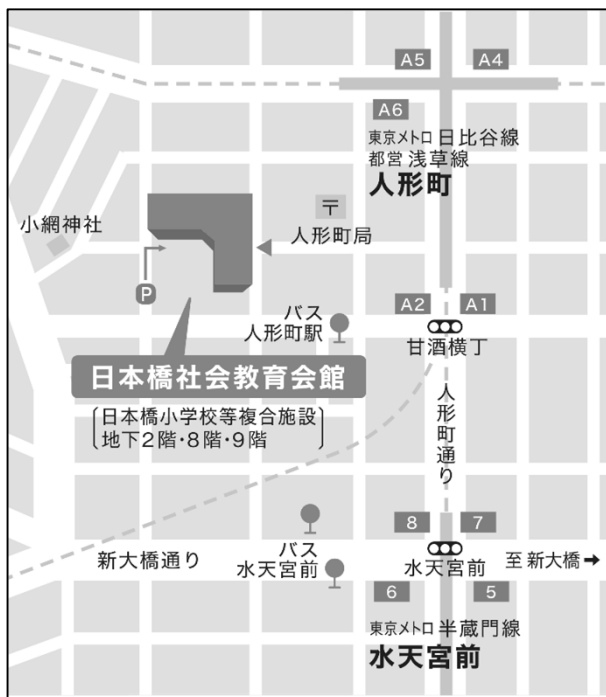 A5
A4
A6
東京メトロ 日比谷線
都営 浅草線
人形町
〒
人形町局
小網神社
P
A2
A1
バス
人形町駅
甘酒横丁
日本橋社会教育会館
日本橋小学校等複合施設
地下2階・8階・9階
人形町通り
8
7
バス
水天宮前
新大橋通り
水天宮前
至 新大橋➞
6
5
東京メトロ 半蔵門線
水天宮前